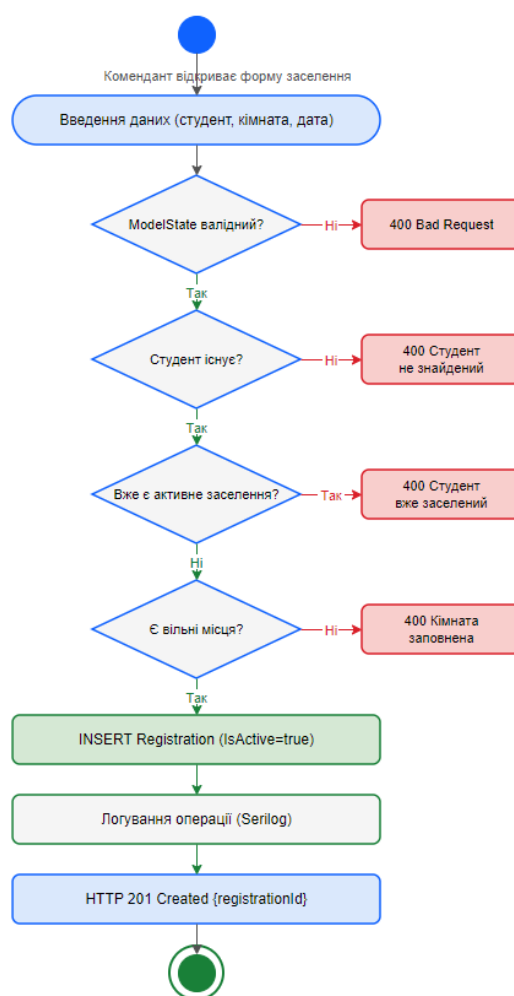 Комендант відкриває форму заселення
Введення даних (студент, кімната, дата)
ModelState валідний?
Ні
400 Bad Request
Так
Студент існує?
Ні
400 Студент
не знайдений
Так
Вже є активне заселення?
Так
400 Студент
вже заселений
Ні
Є вільні місця?
Ні
400 Кімната
заповнена
Так
INSERT Registration (IsActive=true)
Логування операції (Serilog)
HTTP 201 Created {registrationId}